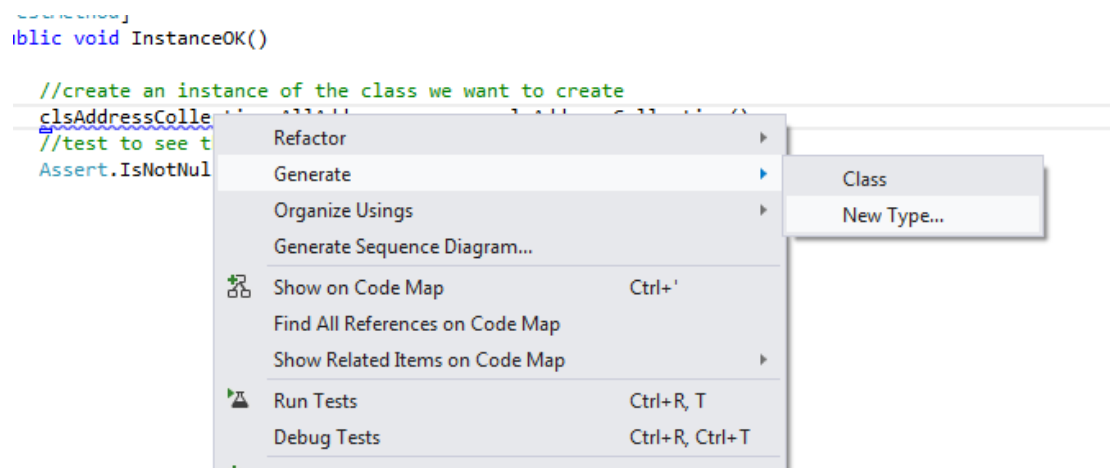 ublic void InstanceOK()
//create an instance of the class we want to create
clsAddressColle
//test to see t
Assert.IsNotNul
Refactor
Generate
Class
Organize Usings
New Type...
Generate Sequence Diagram...
Show on Code Map Ctrl+'
Find All References on Code Map
Show Related Items on Code Map
Run Tests Ctrl+R, T
Debug Tests Ctrl+R, Ctrl+T